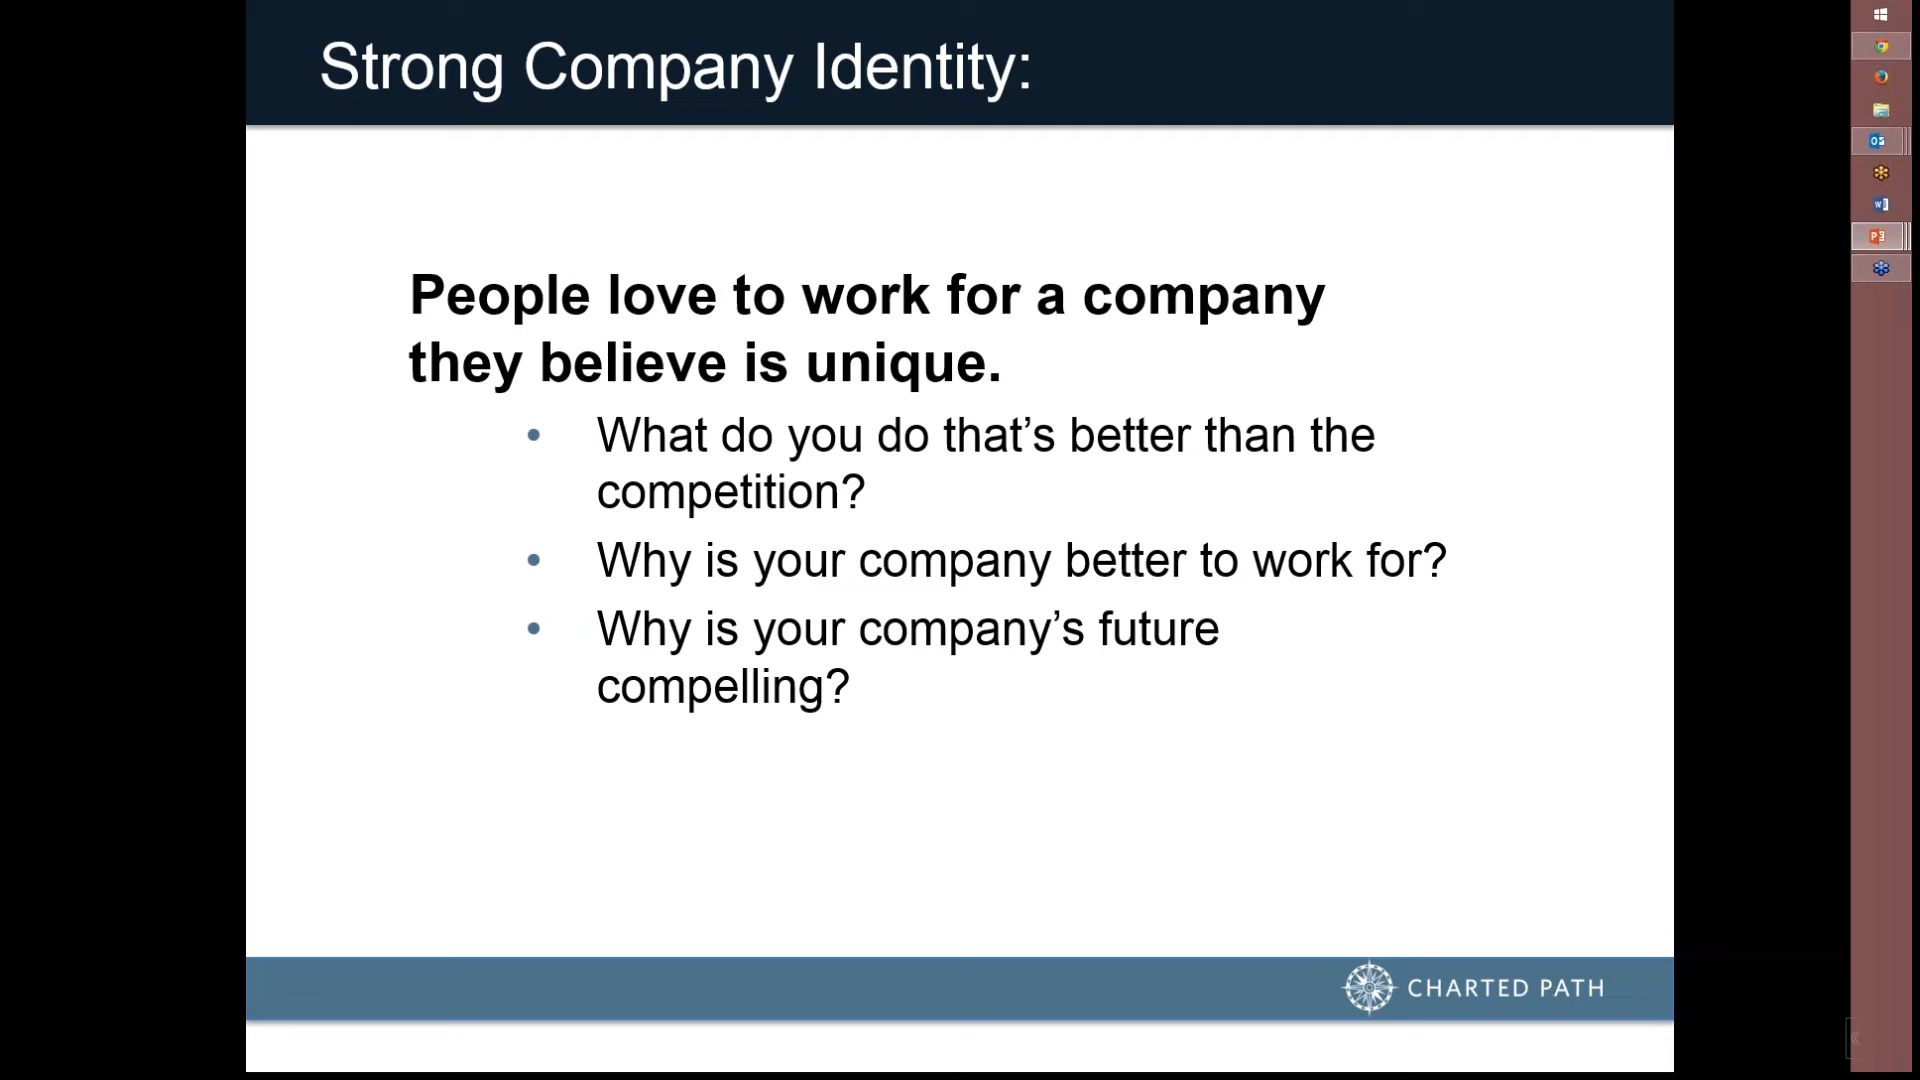 Strong Company Identity:
People love to work for a company
they believe is unique.
• What do you do that’s better than the
competition?
• Why is your company better to work for?
• Why is your company’s future
compelling?
CHARTED PATH